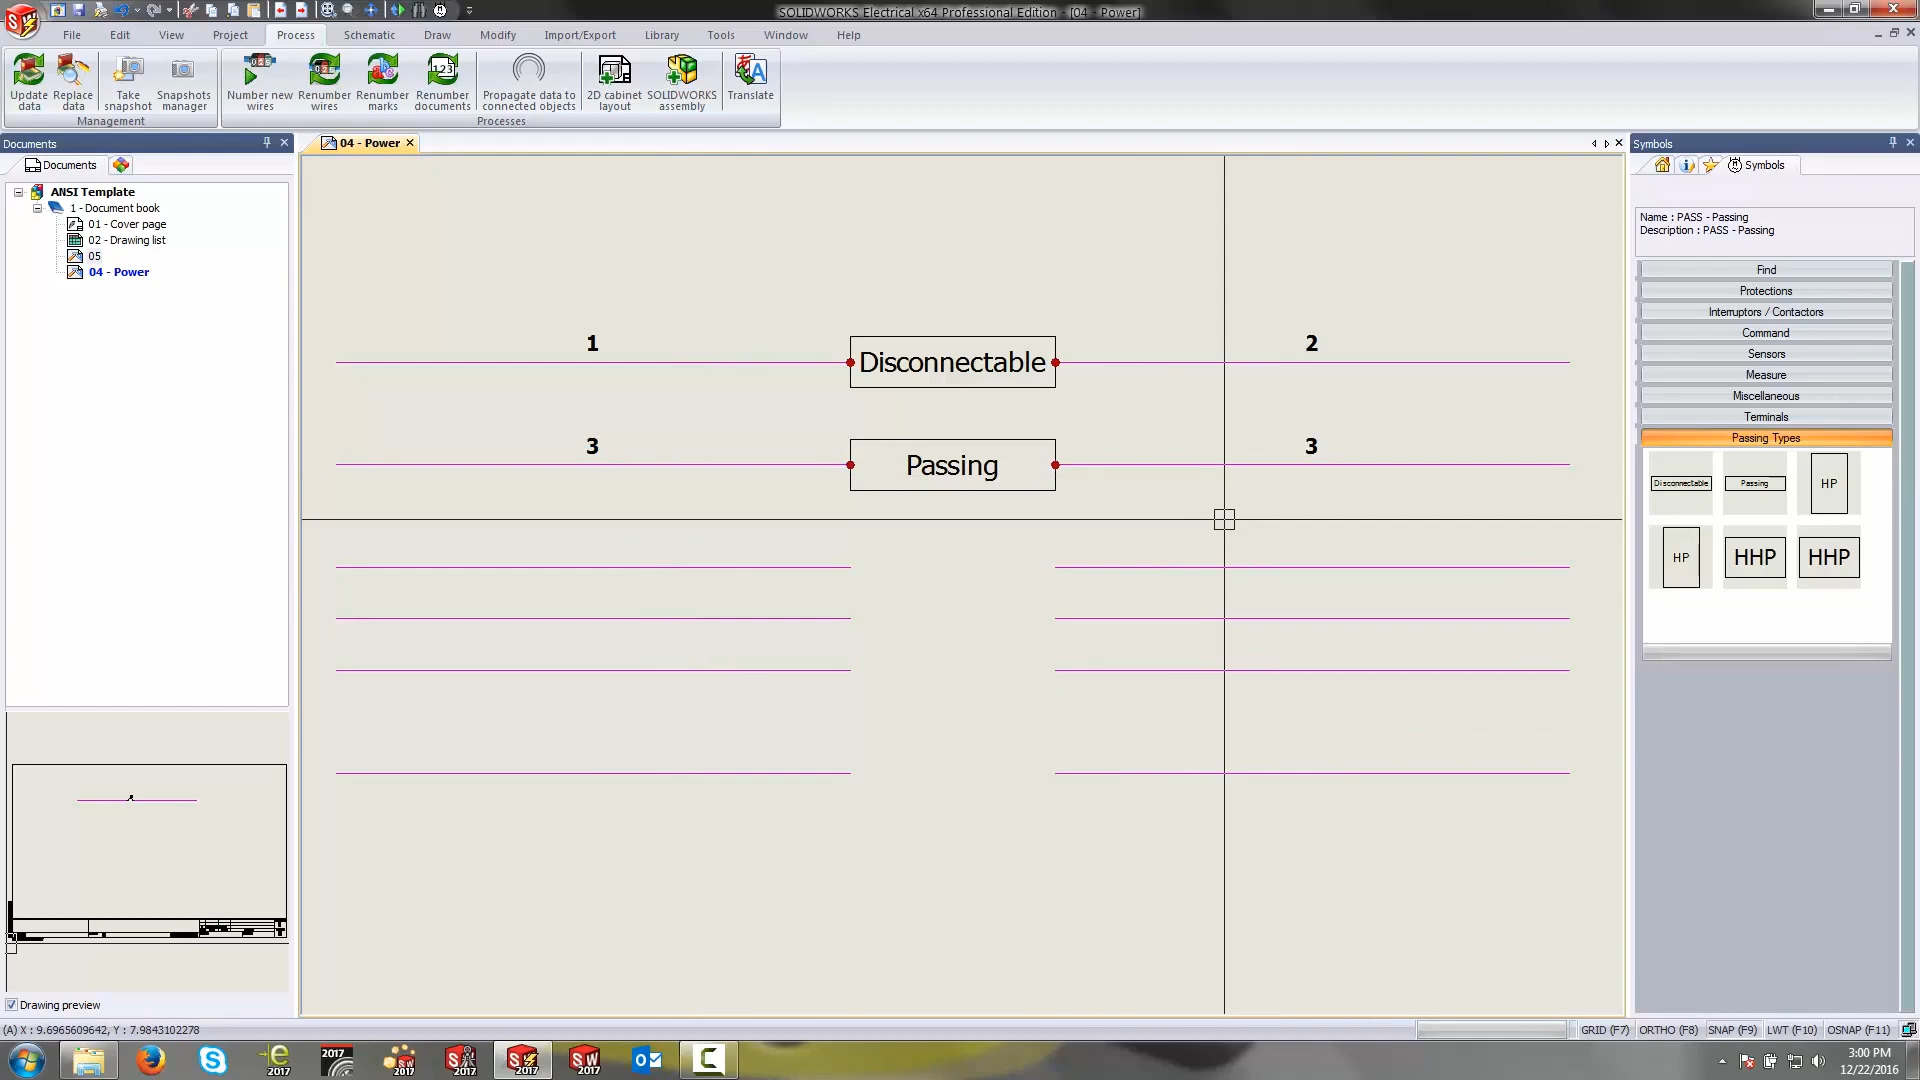 SOLIDWORKS Electrical x64 Professional Edition - [04 - Power]
File Edit View Project Process Schematic Draw Modify Import/Export Library Tools Window Help
Update data
Replace data
Take snapshot
Snapshots manager
Number new wires
Renumber wires
Renumber marks
Renumber documents
Propagate data to connected objects
2D cabinet layout
SOLIDWORKS assembly
Translate
Management
Processes
Documents
Documents
ANSI Template
1 - Document book
01 - Cover page
02 - Drawing list
05
04 - Power
Drawing preview
04 - Power
1
Disconnectable
2
3
Passing
3
Symbols
Symbols
Name : PASS - Passing
Description : PASS - Passing
Find
Protections
Interruptors / Contactors
Command
Sensors
Measure
Miscellaneous
Terminals
Passing Types
Disconnectable
Passing
HP
HP
HHP
HHP
(A) X : 9.6965609642, Y : 7.9843102278
GRID (F7) ORTHO (F8) SNAP (F9) LWT (F10) OSNAP (F11)
2017
2017
2017
2017
2017
2017
3:00 PM
12/22/2016